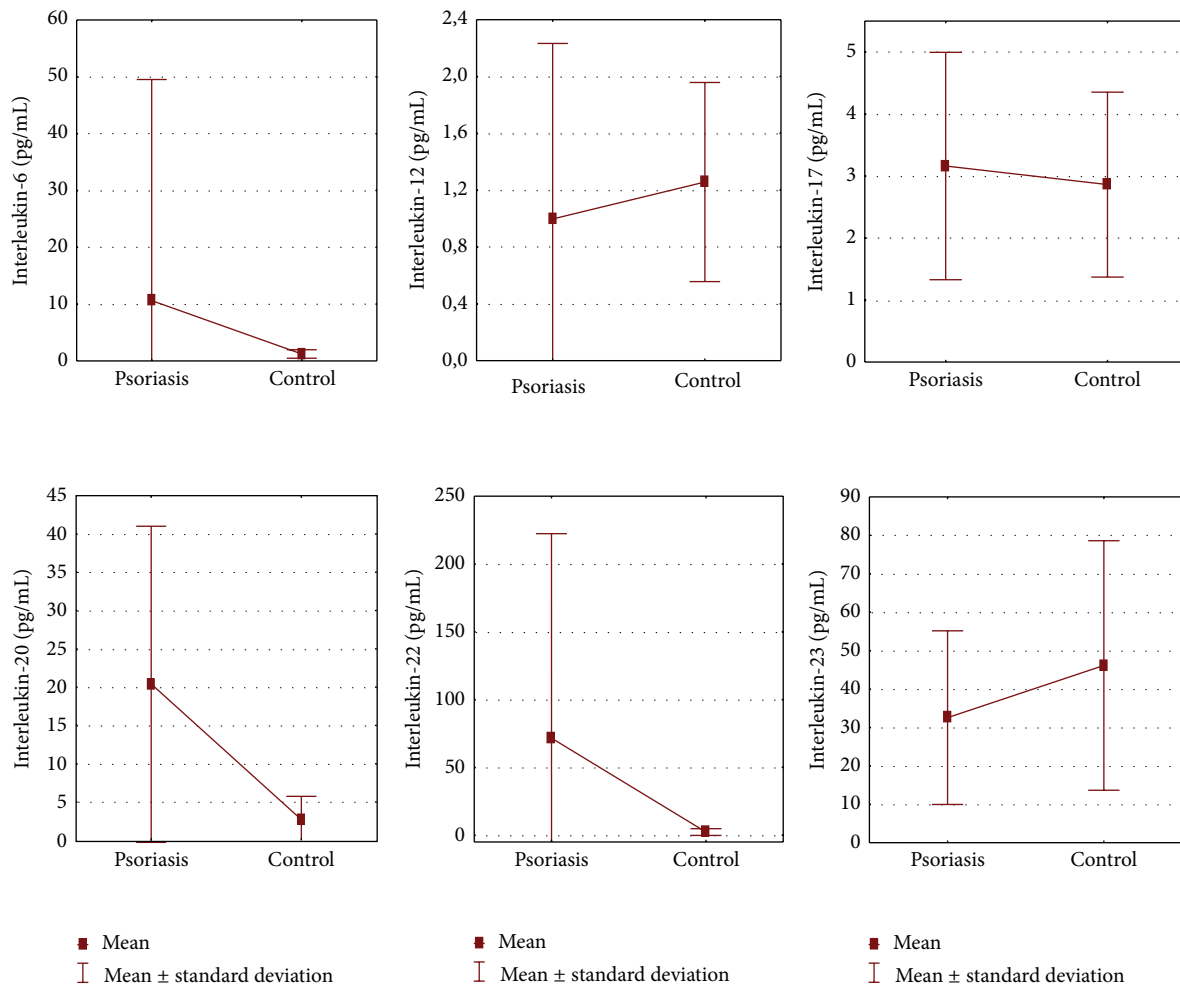 Interleukin-6 (pg/mL)
60
50
40
30
20
10
0
Psoriasis
Control
Interleukin-12 (pg/mL)
2,4
2,0
1,6
1,2
0,8
0,4
0,0
Psoriasis
Control
Interleukin-17 (pg/mL)
5
4
3
2
1
0
Psoriasis
Control
Interleukin-20 (pg/mL)
45
40
35
30
25
20
15
10
5
0
Psoriasis
Control
Interleukin-22 (pg/mL)
250
200
150
100
50
0
Psoriasis
Control
Interleukin-23 (pg/mL)
90
80
70
60
50
40
30
20
10
0
Psoriasis
Control
Mean
Mean ± standard deviation
Mean
Mean ± standard deviation
Mean
Mean ± standard deviation